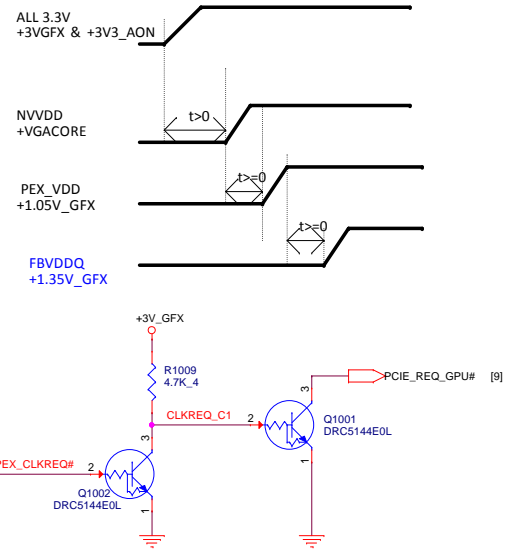 ALL 3.3V
+3VGFX & +3V3_AON
t>0
NVVDD
+VGACORE
t>=0
PEX_VDD
+1.05V_GFX
t>=0
FBVDDQ
+1.35V_GFX
+3V_GFX
R1009
4.7K_4
3
PCIE_REQ_GPU# [9]
CLKREQ_C1
2
Q1001
DRC5144E0L
3
PEX_CLKREQ#
2
Q1002
DRC5144E0L
1
1